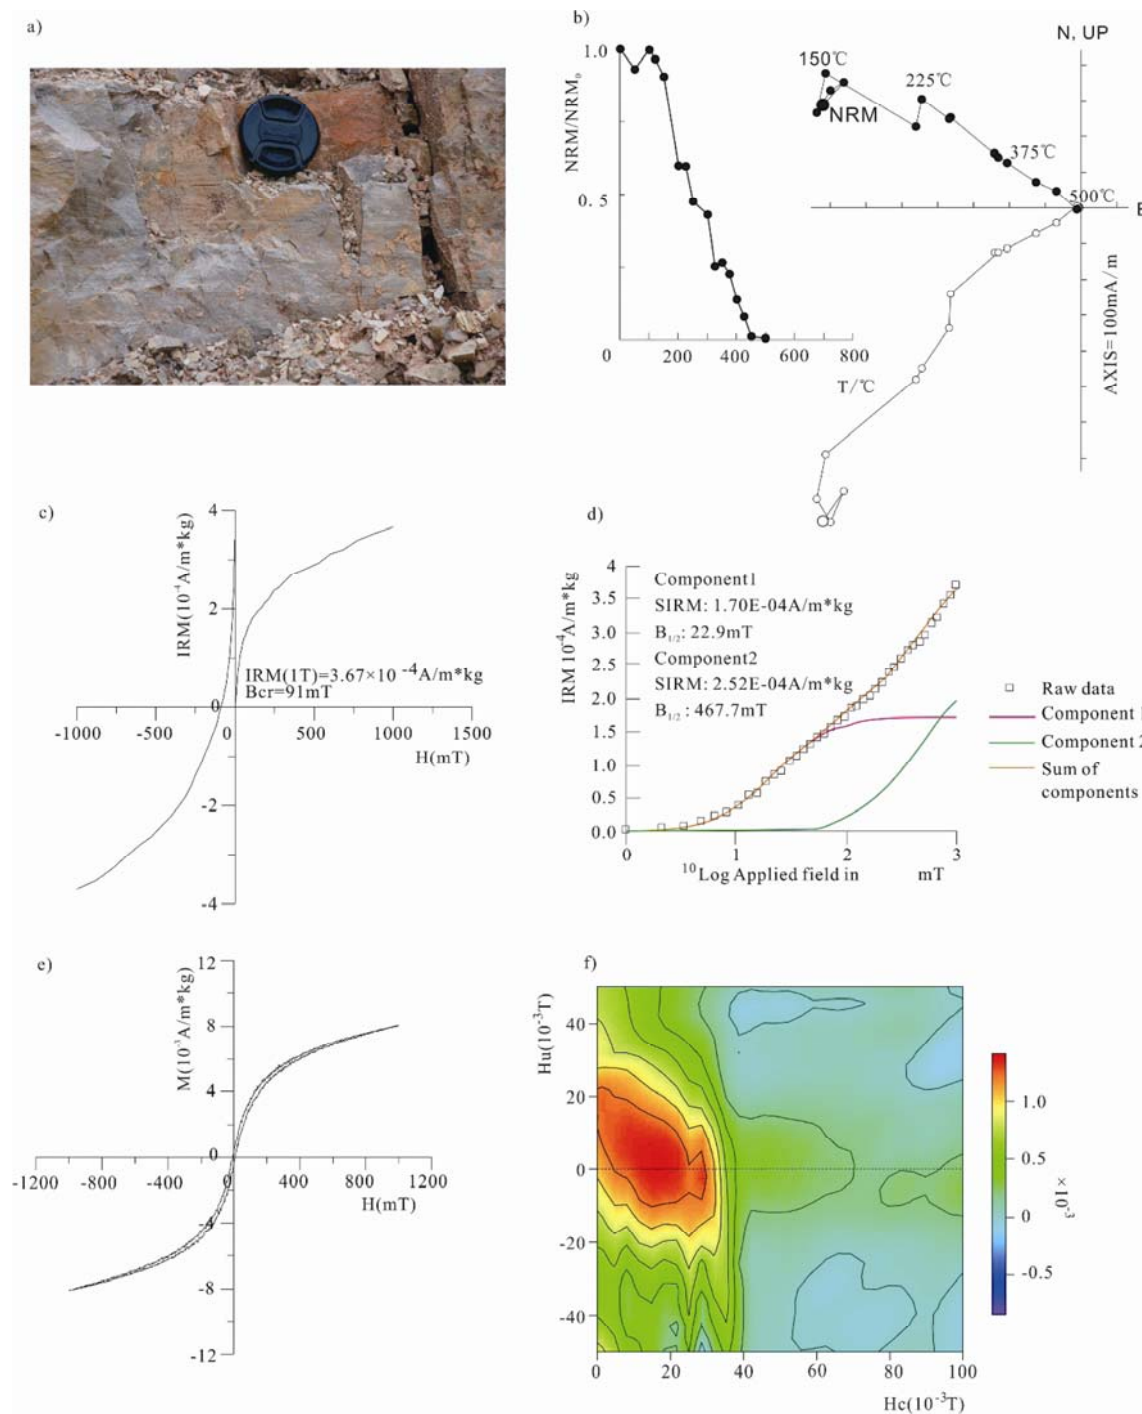 a)
b)
1.0
0.5
0
NRM/NRM₀
0 200 400 600 800
T/℃
N, UP
150℃
225℃
NRM
375℃
500℃
E
AXIS=100mA/m
c)
IRM(10⁻⁴A/m*kg)
4
2
0
-2
-4
IRM(1T)=3.67×10 ⁻⁴A/m*kg
Bcr=91mT
-1000 -500 0 500 1000 1500
H(mT)
d)
IRM 10⁻⁴A/m*kg
4
3.5
3.0
2.5
2.0
1.5
1.0
0.5
0.0
Component1
SIRM: 1.70E-04A/m*kg
B₁/₂: 22.9mT
Component2
SIRM: 2.52E-04A/m*kg
B₁/₂: 467.7mT
Raw data
Component 1
Component 2
Sum of
components
0 1 2 3
¹⁰Log Applied field in mT
e)
M(10⁻³A/m*kg)
12
8
4
0
-4
-8
-12
-1200 -800 -400 0 400 800 1200
H(mT)
f)
Hu(10⁻³T)
40
20
0
-20
-40
0 20 40 60 80 100
Hc(10⁻³T)
1.0
0.5
0
-0.5
×10⁻³